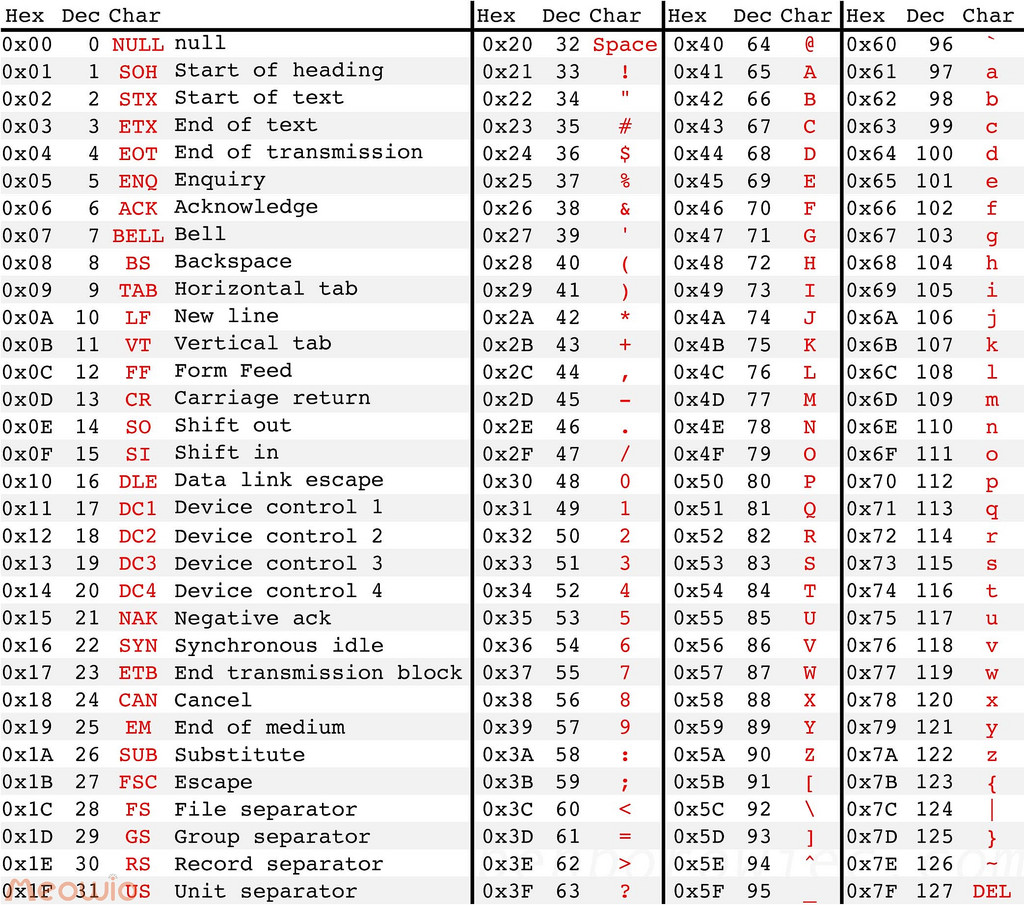 Hex Dec Char Hex Dec Char Hex Dec Char Hex Dec Char
0x00 0 NULL null 0x20 32 Space 0x40 64 @ 0x60 96 `
0x01 1 SOH Start of heading 0x21 33 ! 0x41 65 A 0x61 97 a
0x02 2 STX Start of text 0x22 34 " 0x42 66 B 0x62 98 b
0x03 3 ETX End of text 0x23 35 # 0x43 67 C 0x63 99 c
0x04 4 EOT End of transmission 0x24 36 $ 0x44 68 D 0x64 100 d
0x05 5 ENQ Enquiry 0x25 37 % 0x45 69 E 0x65 101 e
0x06 6 ACK Acknowledge 0x26 38 & 0x46 70 F 0x66 102 f
0x07 7 BELL Bell 0x27 39 ' 0x47 71 G 0x67 103 g
0x08 8 BS Backspace 0x28 40 ( 0x48 72 H 0x68 104 h
0x09 9 TAB Horizontal tab 0x29 41 ) 0x49 73 I 0x69 105 i
0x0A 10 LF New line 0x2A 42 * 0x4A 74 J 0x6A 106 j
0x0B 11 VT Vertical tab 0x2B 43 + 0x4B 75 K 0x6B 107 k
0x0C 12 FF Form Feed 0x2C 44 , 0x4C 76 L 0x6C 108 l
0x0D 13 CR Carriage return 0x2D 45 - 0x4D 77 M 0x6D 109 m
0x0E 14 SO Shift out 0x2E 46 . 0x4E 78 N 0x6E 110 n
0x0F 15 SI Shift in 0x2F 47 / 0x4F 79 O 0x6F 111 o
0x10 16 DLE Data link escape 0x30 48 0 0x50 80 P 0x70 112 p
0x11 17 DC1 Device control 1 0x31 49 1 0x51 81 Q 0x71 113 q
0x12 18 DC2 Device control 2 0x32 50 2 0x52 82 R 0x72 114 r
0x13 19 DC3 Device control 3 0x33 51 3 0x53 83 S 0x73 115 s
0x14 20 DC4 Device control 4 0x34 52 4 0x54 84 T 0x74 116 t
0x15 21 NAK Negative ack 0x35 53 5 0x55 85 U 0x75 117 u
0x16 22 SYN Synchronous idle 0x36 54 6 0x56 86 V 0x76 118 v
0x17 23 ETB End transmission block 0x37 55 7 0x57 87 W 0x77 119 w
0x18 24 CAN Cancel 0x38 56 8 0x58 88 X 0x78 120 x
0x19 25 EM End of medium 0x39 57 9 0x59 89 Y 0x79 121 y
0x1A 26 SUB Substitute 0x3A 58 : 0x5A 90 Z 0x7A 122 z
0x1B 27 FSC Escape 0x3B 59 ; 0x5B 91 [ 0x7B 123 {
0x1C 28 FS File separator 0x3C 60 < 0x5C 92 \ 0x7C 124 |
0x1D 29 GS Group separator 0x3D 61 = 0x5D 93 ] 0x7D 125 }
0x1E 30 RS Record separator 0x3E 62 > 0x5E 94 ^ 0x7E 126 ~
0x1F 31 US Unit separator 0x3F 63 ? 0x5F 95 _ 0x7F 127 DEL
Meowio